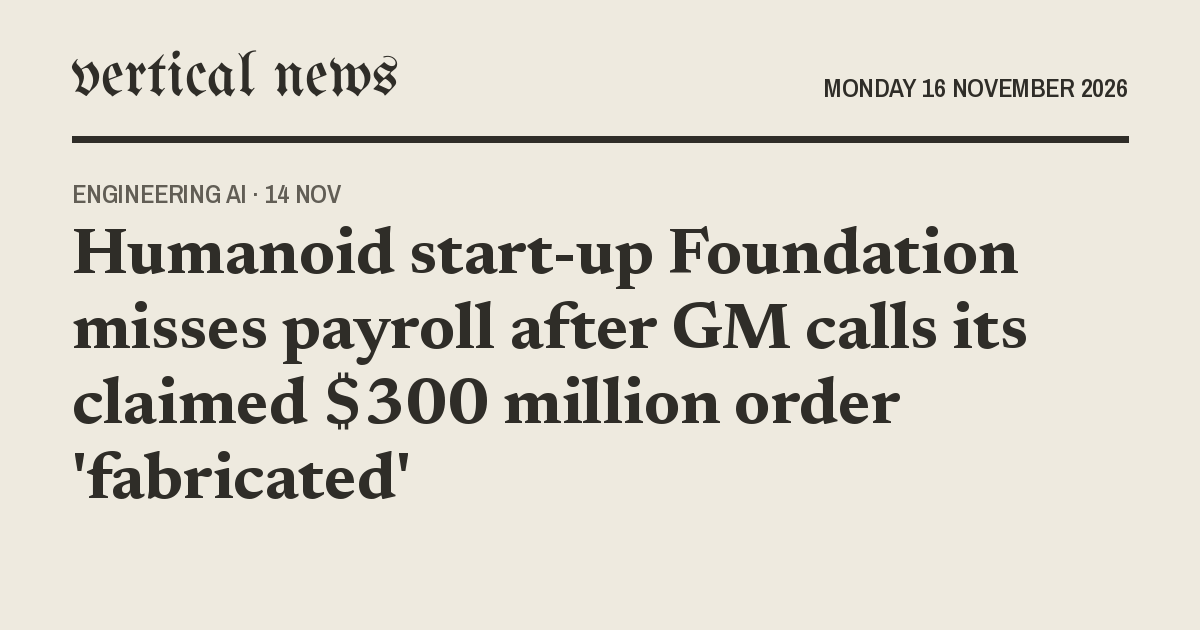 vertical news
MONDAY 16 NOVEMBER 2026
ENGINEERING AI · 14 NOV
Humanoid start-up Foundation
misses payroll after GM calls its
claimed $300 million order
'fabricated'